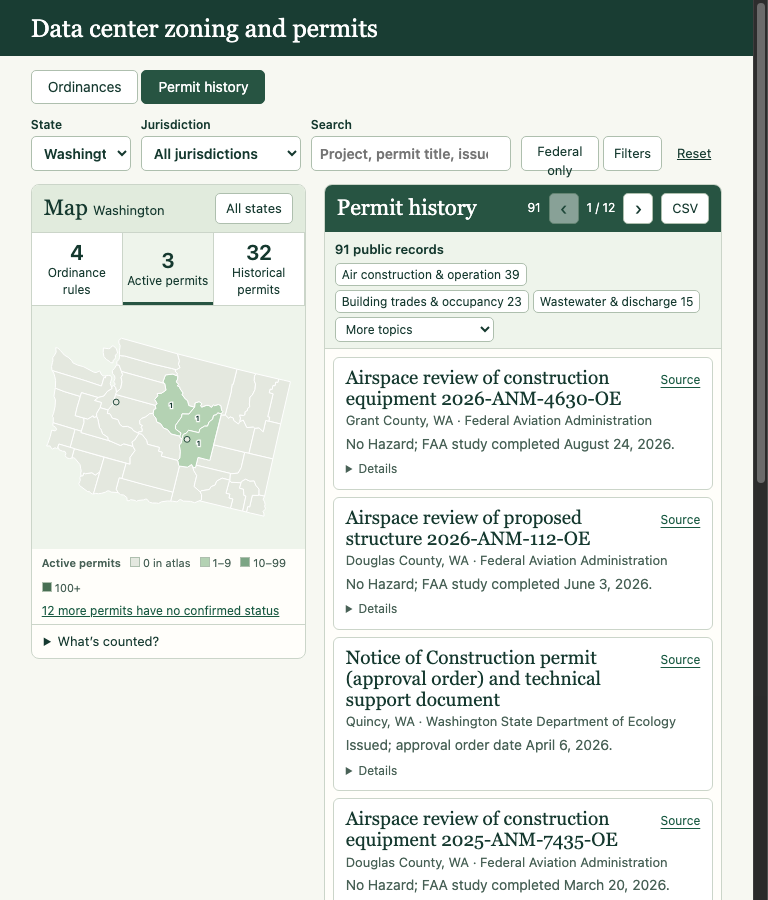 Data center zoning and permits
Ordinances
Permit history
State
Jurisdiction
Search
Washingt
All jurisdictions
Project, permit title, issu
Federal
only
Filters
Reset
Map Washington
All states
4
Ordinance
rules
3
Active permits
32
Historical
permits
1
1
1
Active permits 0 in atlas 1–9 10–99
100+
12 more permits have no confirmed status
What's counted?
Permit history
91
‹
1 / 12
›
CSV
91 public records
Air construction & operation 39
Building trades & occupancy 23
Wastewater & discharge 15
More topics
Airspace review of construction
equipment 2026-ANM-4630-OE
Source
Grant County, WA · Federal Aviation Administration
No Hazard; FAA study completed August 24, 2026.
Details
Airspace review of proposed
structure 2026-ANM-112-OE
Source
Douglas County, WA · Federal Aviation Administration
No Hazard; FAA study completed June 3, 2026.
Details
Notice of Construction permit
(approval order) and technical
support document
Source
Quincy, WA · Washington State Department of Ecology
Issued; approval order date April 6, 2026.
Details
Airspace review of construction
equipment 2025-ANM-7435-OE
Source
Douglas County, WA · Federal Aviation Administration
No Hazard; FAA study completed March 20, 2026.